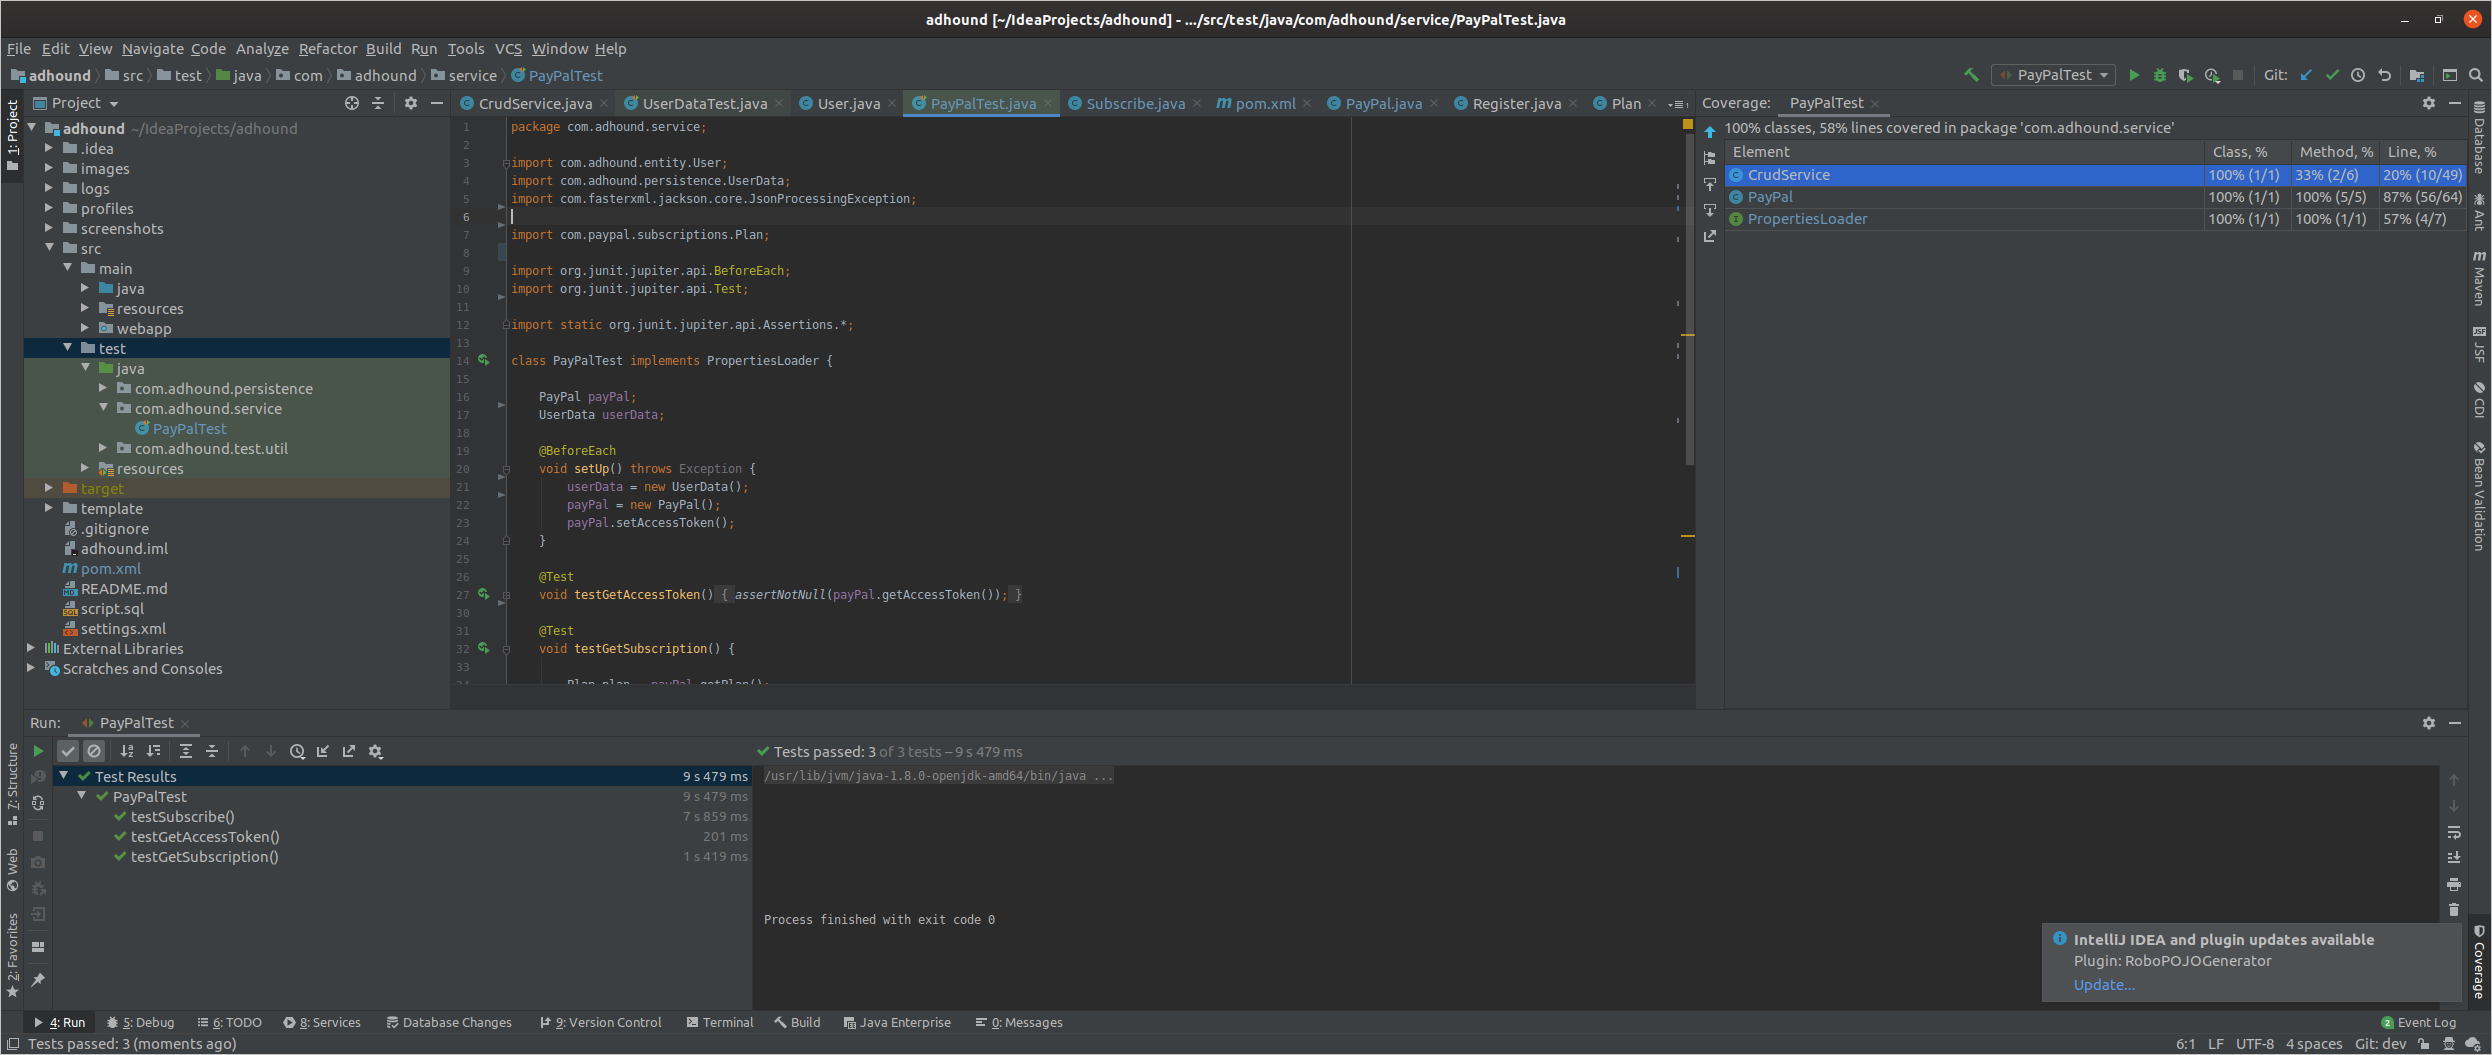 adhound [~/IdeaProjects/adhound] - .../src/test/java/com/adhound/service/PayPalTest.java
File Edit View Navigate Code Analyze Refactor Build Run Tools VCS Window Help
adhound src test java com adhound service PayPalTest
PayPalTest Git:
Project
CrudService.java UserDataTest.java User.java PayPalTest.java Subscribe.java pom.xml PayPal.java Register.java Plan
Coverage: PayPalTest
1: Project
adhound ~/IdeaProjects/adhound
.idea
images
logs
profiles
screenshots
src
main
java
resources
webapp
test
java
com.adhound.persistence
com.adhound.service
PayPalTest
com.adhound.test.util
resources
target
template
.gitignore
adhound.iml
pom.xml
README.md
script.sql
settings.xml
External Libraries
Scratches and Consoles
1 package com.adhound.service;
2
3 import com.adhound.entity.User;
4 import com.adhound.persistence.UserData;
5 import com.fasterxml.jackson.core.JsonProcessingException;
6
7 import com.paypal.subscriptions.Plan;
8
9 import org.junit.jupiter.api.BeforeEach;
10 import org.junit.jupiter.api.Test;
11
12 import static org.junit.jupiter.api.Assertions.*;
13
14 class PayPalTest implements PropertiesLoader {
15
16 PayPal payPal;
17 UserData userData;
18
19 @BeforeEach
20 void setUp() throws Exception {
21 userData = new UserData();
22 payPal = new PayPal();
23 payPal.setAccessToken();
24 }
25
26 @Test
27 void testGetAccessToken() { assertNotNull(payPal.getAccessToken()); }
30
31 @Test
32 void testGetSubscription() {
33
34 Plan plan = payPal.getPlan();
100% classes, 58% lines covered in package 'com.adhound.service'
Element Class, % Method, % Line, %
CrudService 100% (1/1) 33% (2/6) 20% (10/49)
PayPal 100% (1/1) 100% (5/5) 87% (56/64)
PropertiesLoader 100% (1/1) 100% (1/1) 57% (4/7)
Database
Ant
Maven
JSF
CDI
Bean Validation
Coverage
Run: PayPalTest
Tests passed: 3 of 3 tests – 9 s 479 ms
Test Results 9 s 479 ms
PayPalTest 9 s 479 ms
testSubscribe() 7 s 859 ms
testGetAccessToken() 201 ms
testGetSubscription() 1 s 419 ms
/usr/lib/jvm/java-1.8.0-openjdk-amd64/bin/java ...
Process finished with exit code 0
7: Structure
Web
2: Favorites
IntelliJ IDEA and plugin updates available
Plugin: RoboPOJOGenerator
Update...
4: Run 5: Debug 6: TODO 8: Services Database Changes 9: Version Control Terminal Build Java Enterprise 0: Messages 2 Event Log
Tests passed: 3 (moments ago) 6:1 LF UTF-8 4 spaces Git: dev